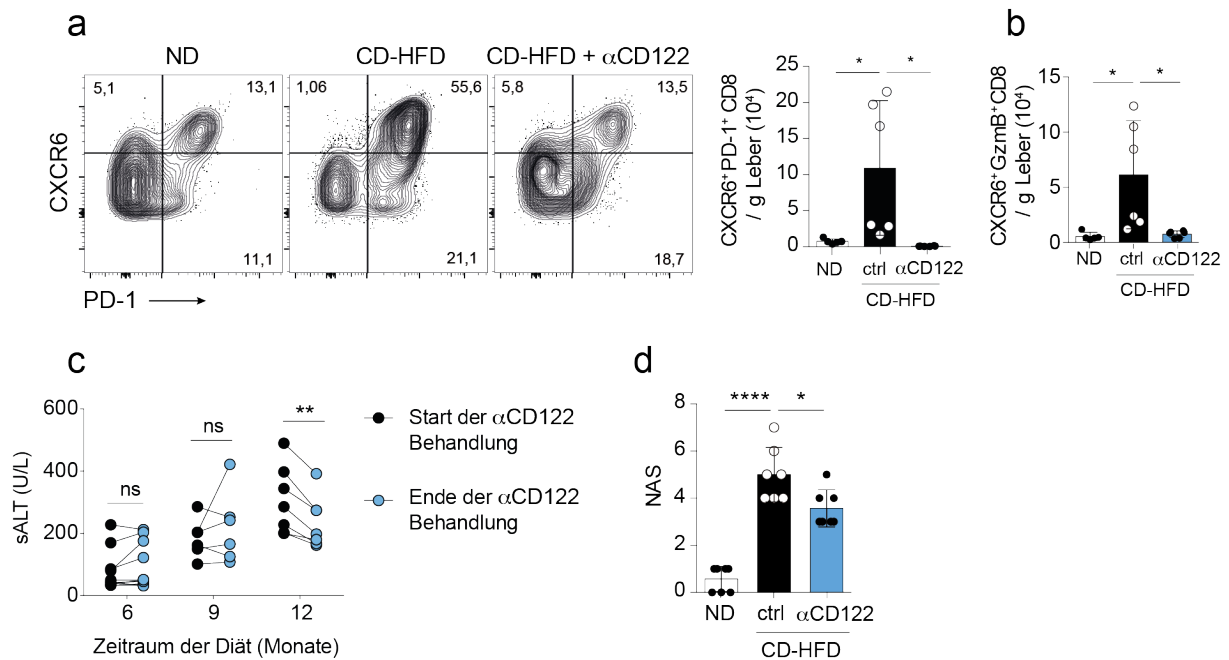 a
ND
CD-HFD
CD-HFD + αCD122
5,1
13,1
11,1
1,06
55,6
21,1
5,8
13,5
18,7
CXCR6
PD-1
CXCR6+PD-1+ CD8
/ g Leber (10⁴)
25
20
15
10
5
0
*
*
ND
ctrl
αCD122
CD-HFD
b
CXCR6+GzmB+CD8
/ g Leber (10⁴)
15
10
5
0
*
*
ND
ctrl
αCD122
CD-HFD
c
sALT (U/L)
600
400
200
0
ns
ns
**
6
9
12
Zeitraum der Diät (Monate)
Start der αCD122
Behandlung
Ende der αCD122
Behandlung
d
NAS
8
6
4
2
0
****
*
ND
ctrl
αCD122
CD-HFD